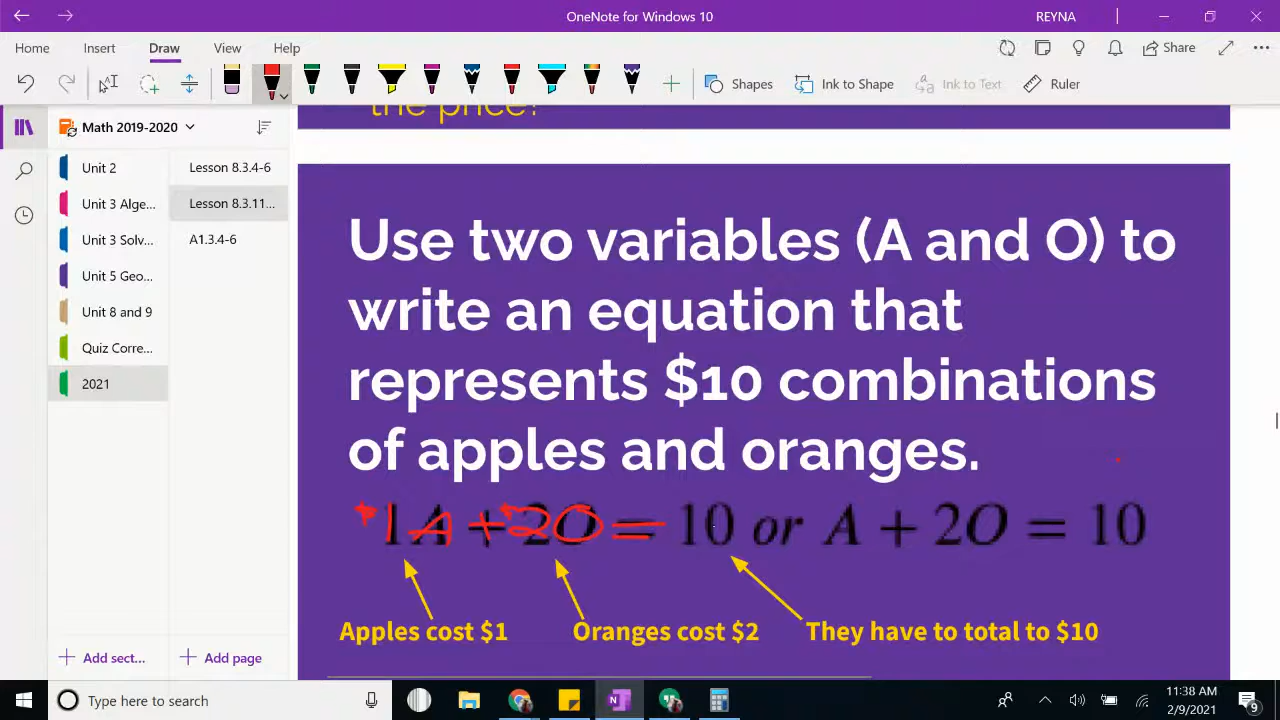 OneNote for Windows 10
REYNA
Home Insert Draw View Help
Share
Shapes Ink to Shape Ink to Text Ruler
the price?
Math 2019-2020
Unit 2
Unit 3 Alge...
Unit 3 Solv...
Unit 5 Geo...
Unit 8 and 9
Quiz Corre...
2021
Lesson 8.3.4-6
Lesson 8.3.11...
A1.3.4-6
Use two variables (A and O) to
write an equation that
represents $10 combinations
of apples and oranges.
1A + 2O = 10 or A + 2O = 10
1A + 2O =
Apples cost $1 Oranges cost $2 They have to total to $10
Add sect... Add page
Type here to search
11:38 AM
2/9/2021
9